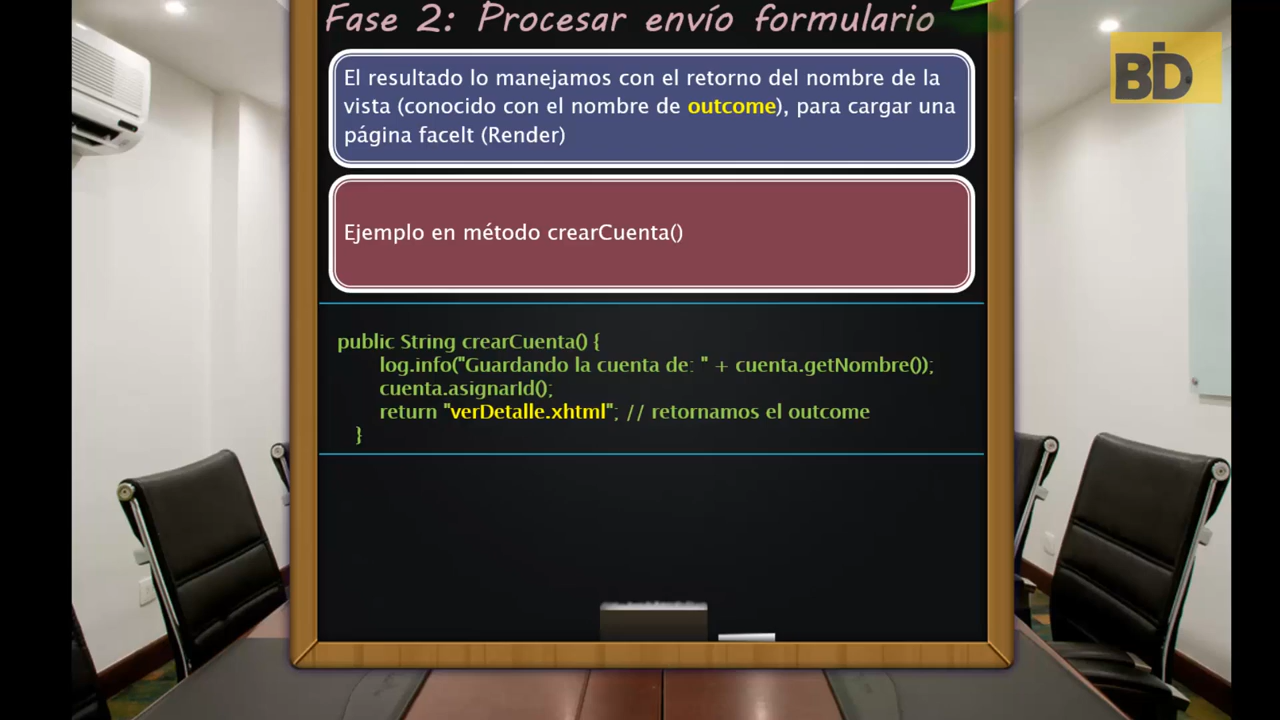 Fase 2: Procesar envío formulario
BID
El resultado lo manejamos con el retorno del nombre de la
vista (conocido con el nombre de outcome), para cargar una
página facelt (Render)
Ejemplo en método crearCuenta()
public String crearCuenta() {
log.info("Guardando la cuenta de: " + cuenta.getNombre());
cuenta.asignarId();
return "verDetalle.xhtml"; // retornamos el outcome
}